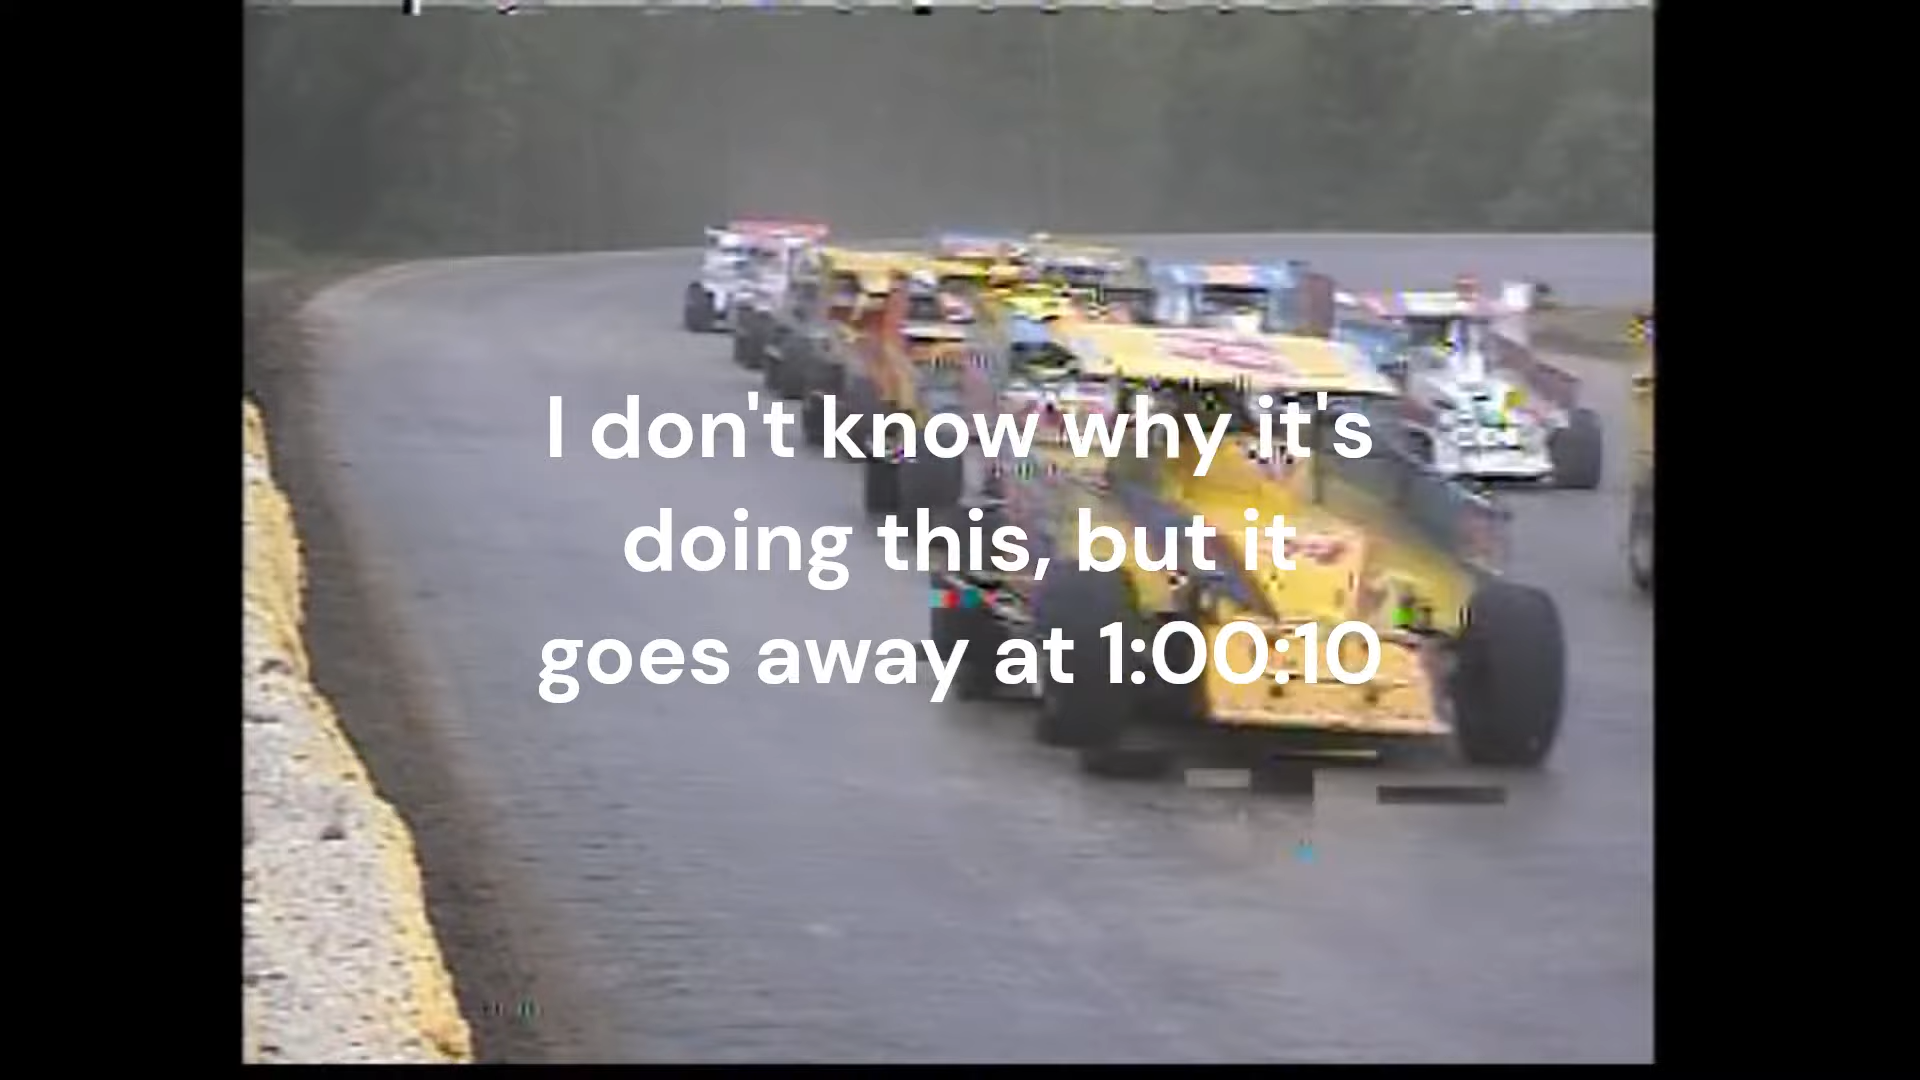 I don't know why it's
doing this, but it
goes away at 1:00:10